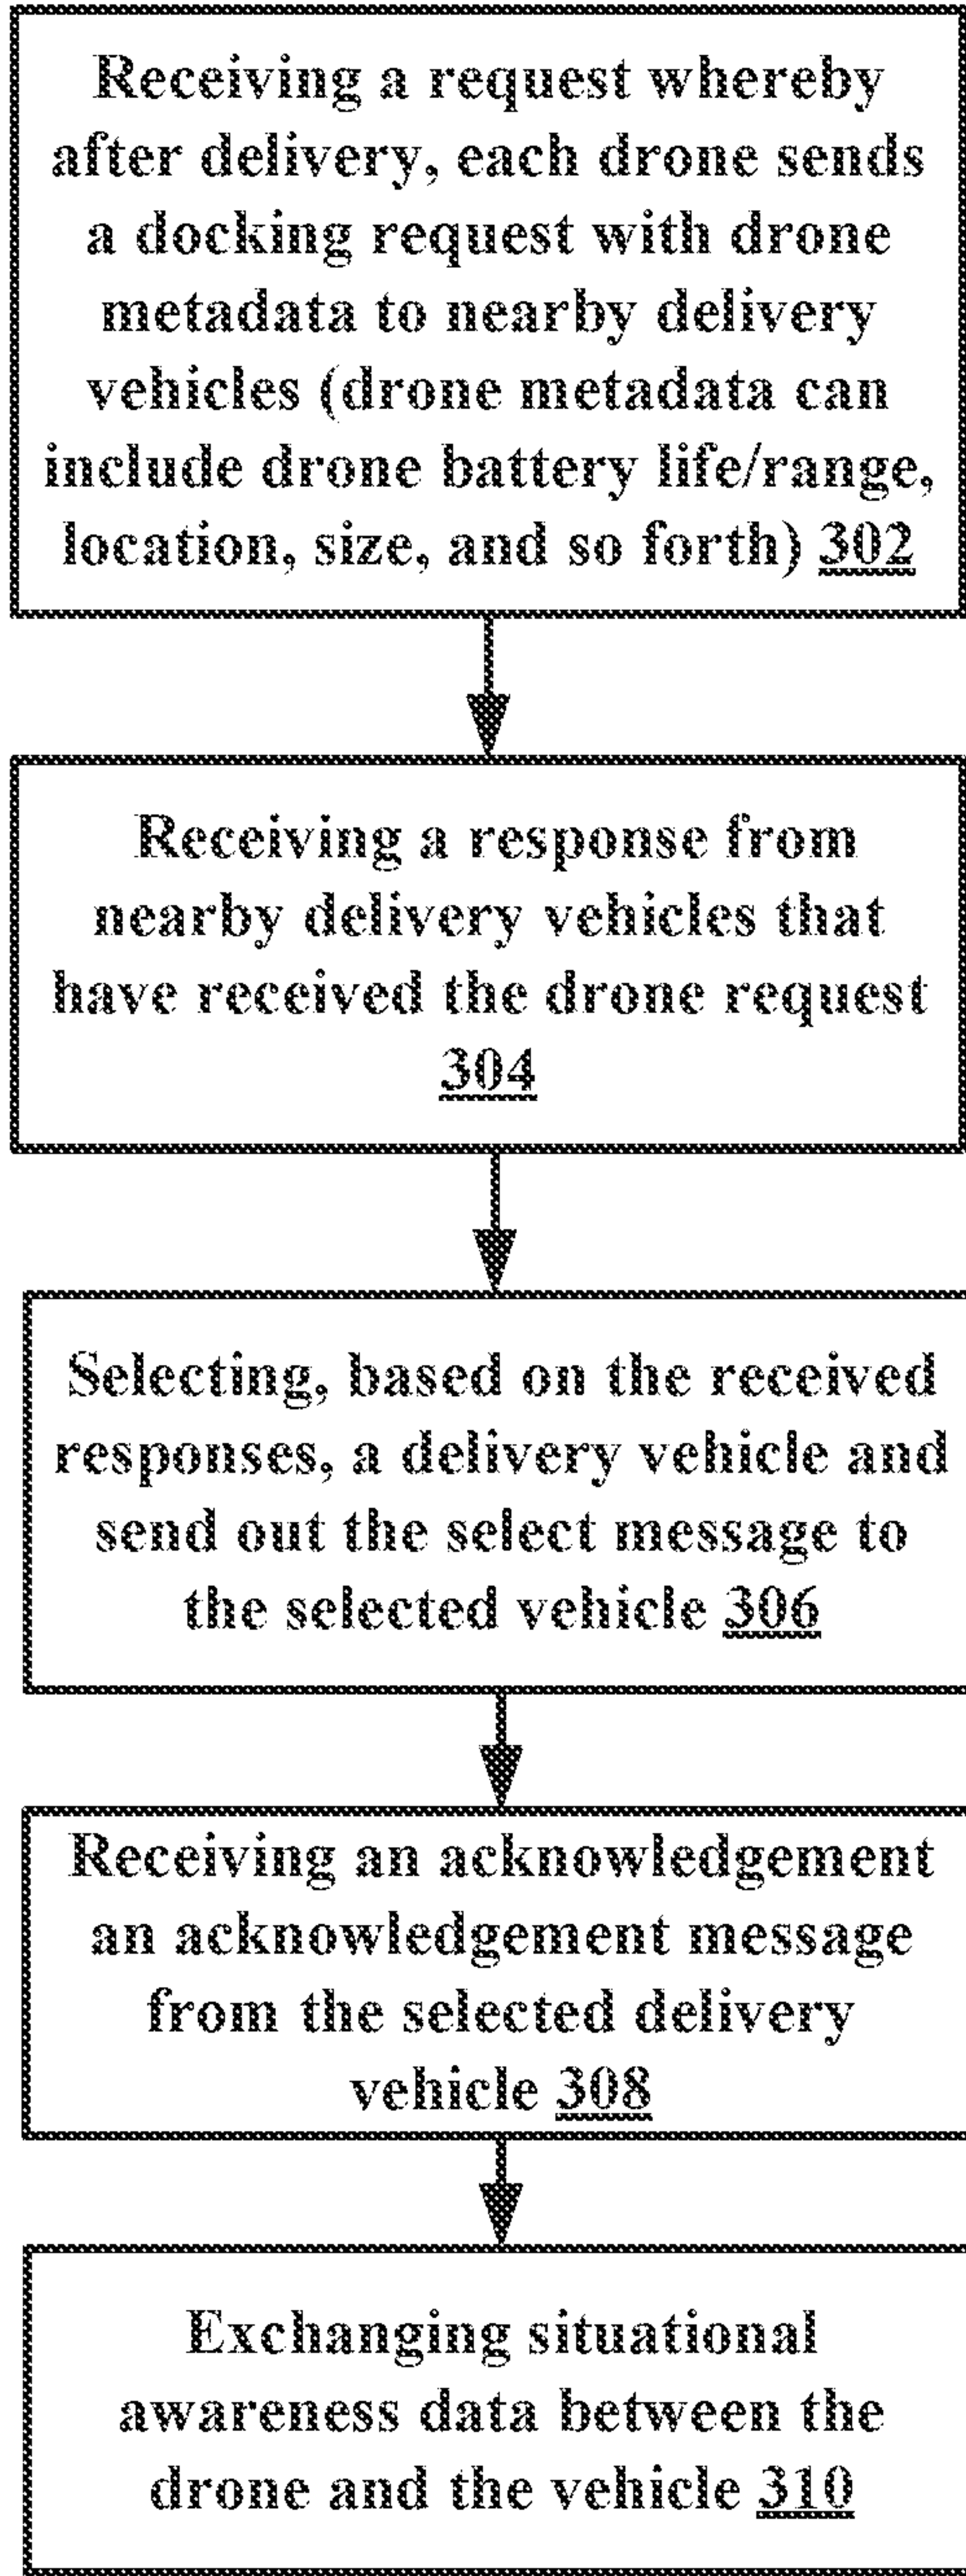 Receiving a request whereby
after delivery, each drone sends
a docking request with drone
metadata to nearby delivery
vehicles (drone metadata can
include drone battery life/range,
location, size, and so forth) 302
Receiving a response from
nearby delivery vehicles that
have received the drone request
304
Selecting, based on the received
responses, a delivery vehicle and
send out the select message to
the selected vehicle 306
Receiving an acknowledgement
an acknowledgement message
from the selected delivery
vehicle 308
Exchanging situational
awareness data between the
drone and the vehicle 310